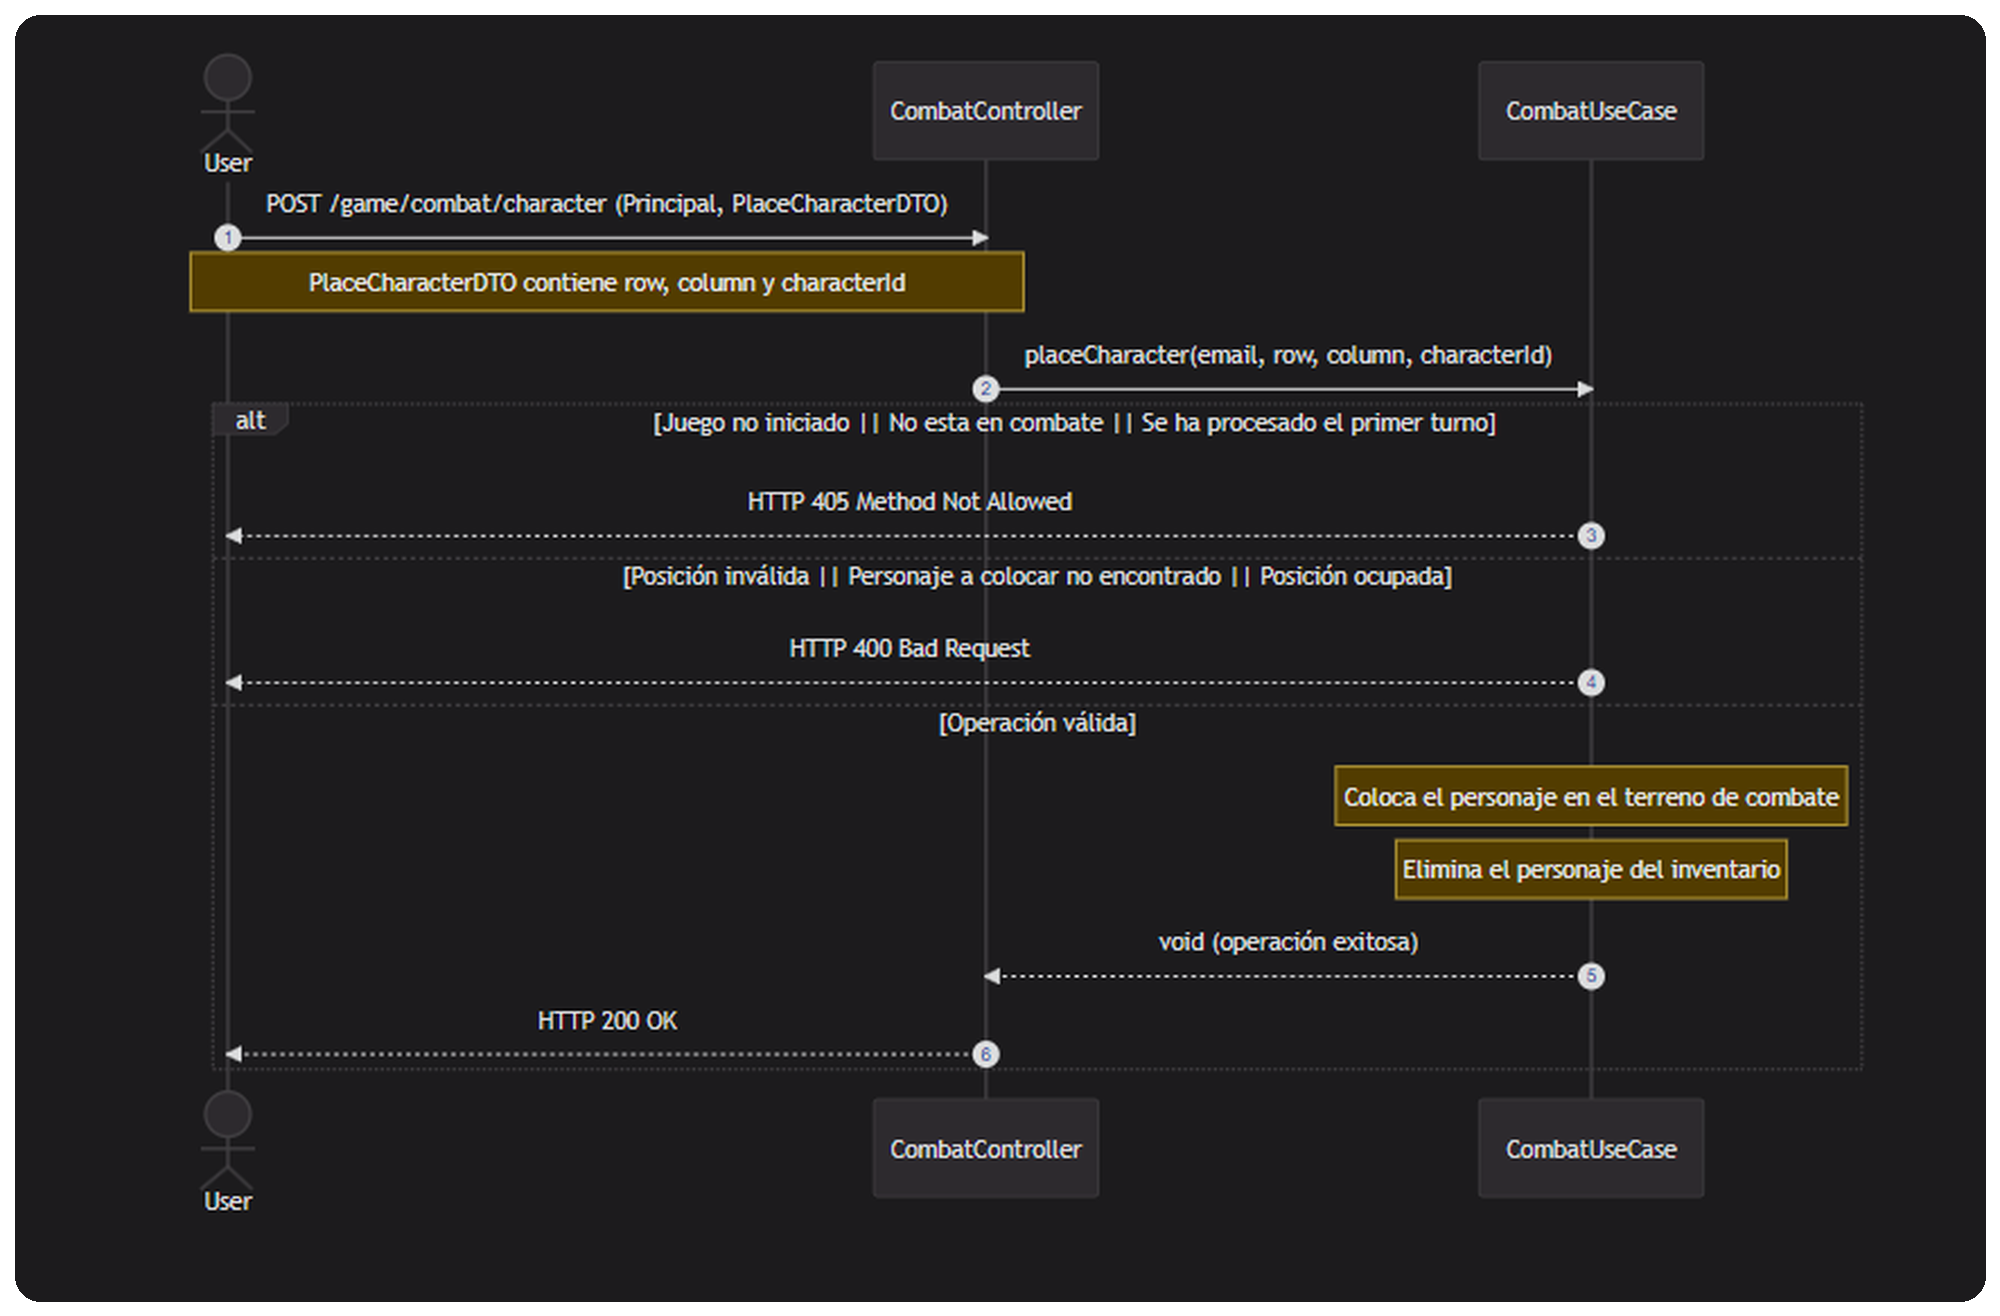 User
CombatController
CombatUseCase
POST /game/combat/character (Principal, PlaceCharacterDTO)
1
PlaceCharacterDTO contiene row, column y characterId
placeCharacter(email, row, column, characterId)
2
alt
[Juego no iniciado || No esta en combate || Se ha procesado el primer turno]
HTTP 405 Method Not Allowed
3
[Posición inválida || Personaje a colocar no encontrado || Posición ocupada]
HTTP 400 Bad Request
4
[Operación válida]
Coloca el personaje en el terreno de combate
Elimina el personaje del inventario
void (operación exitosa)
5
HTTP 200 OK
6
User
CombatController
CombatUseCase